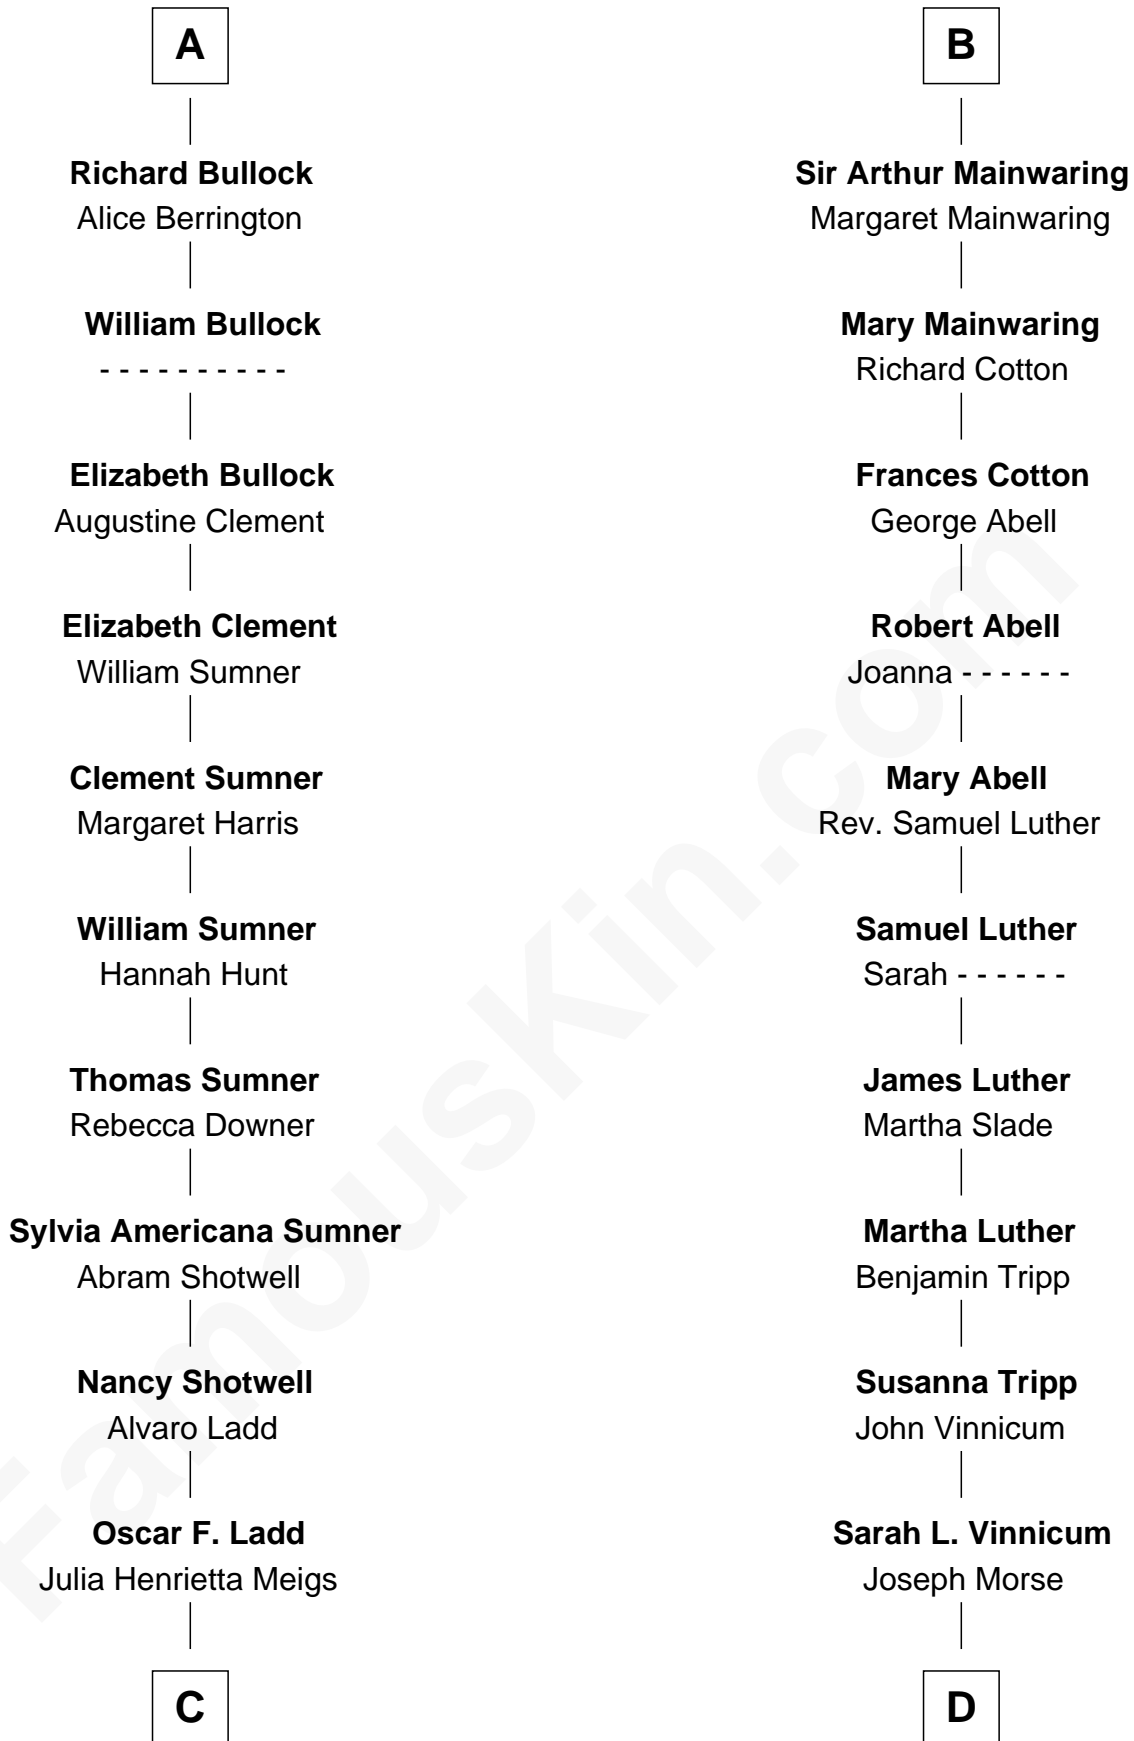 A
Richard Bullock
Alice Berrington
William Bullock
- - - - - - - - - -
Elizabeth Bullock
Augustine Clement
Elizabeth Clement
William Sumner
Clement Sumner
Margaret Harris
William Sumner
Hannah Hunt
Thomas Sumner
Rebecca Downer
Sylvia Americana Sumner
Abram Shotwell
Nancy Shotwell
Alvaro Ladd
Oscar F. Ladd
Julia Henrietta Meigs
C
B
Sir Arthur Mainwaring
Margaret Mainwaring
Mary Mainwaring
Richard Cotton
Frances Cotton
George Abell
Robert Abell
Joanna - - - - - -
Mary Abell
Rev. Samuel Luther
Samuel Luther
Sarah - - - - - -
James Luther
Martha Slade
Martha Luther
Benjamin Tripp
Susanna Tripp
John Vinnicum
Sarah L. Vinnicum
Joseph Morse
D
FamousKin.com